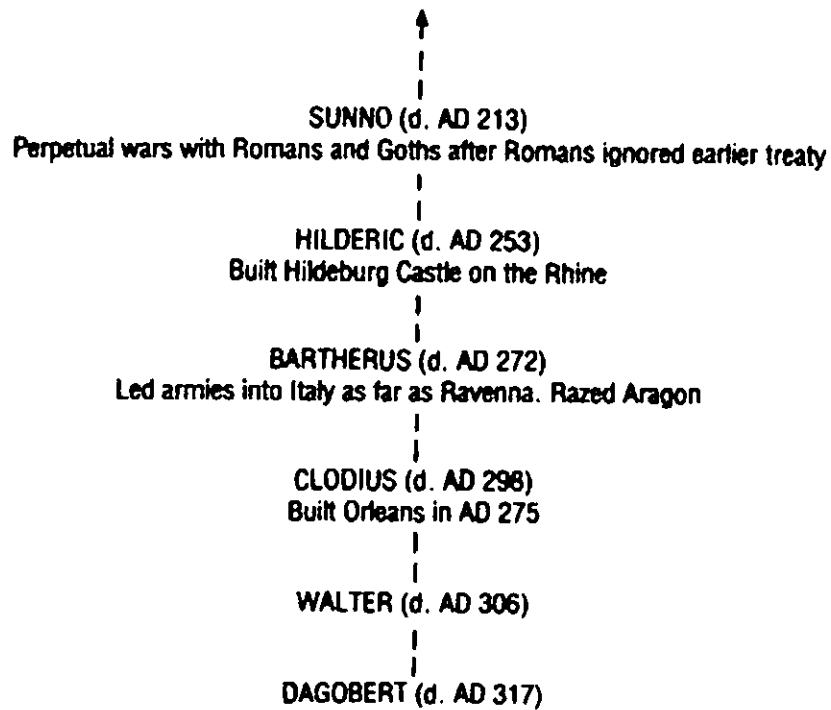 SUNNO (d. AD 213)
Perpetual wars with Romans and Goths after Romans ignored earlier treaty
HILDERIC (d. AD 253)
Built Hildeburg Castle on the Rhine
BARTHERUS (d. AD 272)
Led armies into Italy as far as Ravenna. Razed Aragon
CLODIUS (d. AD 298)
Built Orleans in AD 275
WALTER (d. AD 306)
DAGOBERT (d. AD 317)